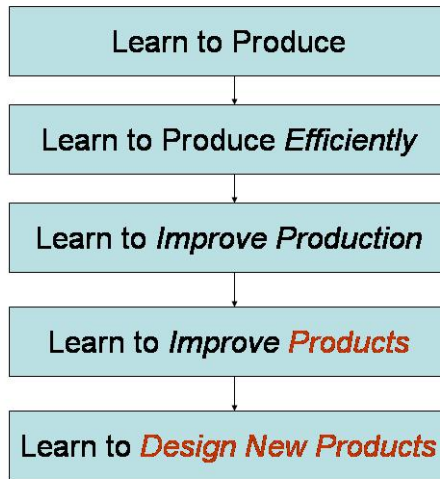 Learn to Produce
Learn to Produce Efficiently
Learn to Improve Production
Learn to Improve Products
Learn to Design New Products